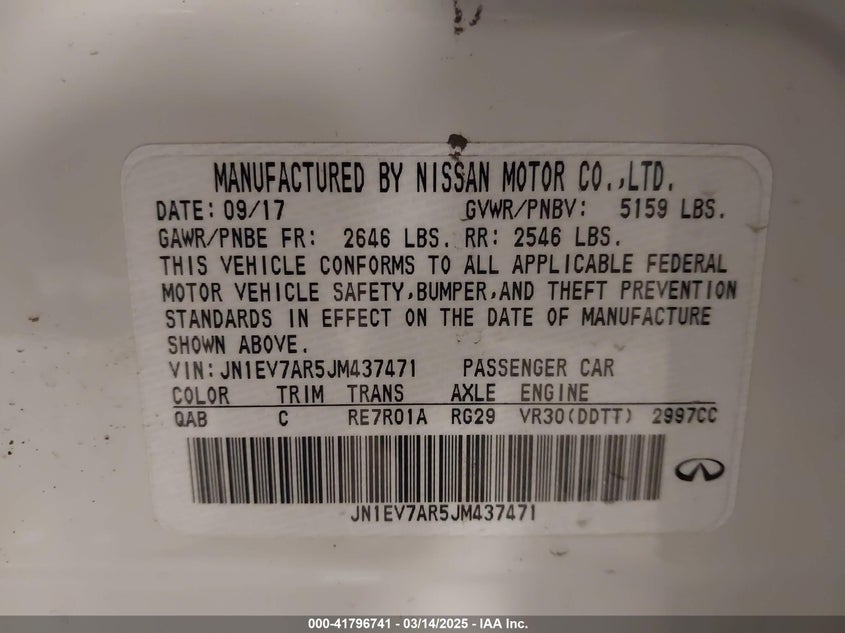 MANUFACTURED BY NISSAN MOTOR CO.,LTD.
DATE: 09/17 GVWR/PNBV: 5159 LBS.
GAWR/PNBE FR: 2646 LBS. RR: 2546 LBS.
THIS VEHICLE CONFORMS TO ALL APPLICABLE FEDERAL
MOTOR VEHICLE SAFETY,BUMPER,AND THEFT PREVENTION
STANDARDS IN EFFECT ON THE DATE OF MANUFACTURE
SHOWN ABOVE.
VIN:JN1EV7AR5JM437471 PASSENGER CAR
COLOR TRIM TRANS AXLE ENGINE
QAB C RE7R01A RG29 VR30(DDTT) 2997CC
JN1EV7AR5JM437471
000-41796741 - 03/14/2025 - IAA Inc.